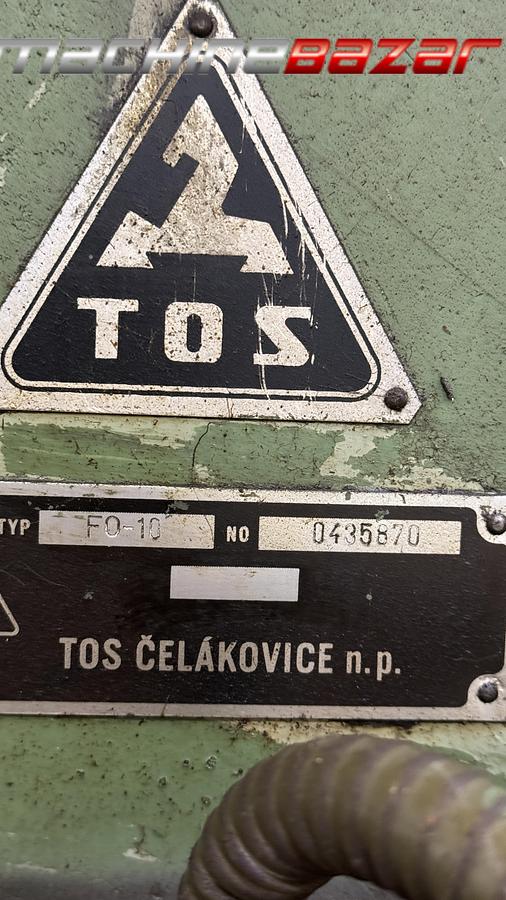 machineBazar
TOS
TYP FO-10 NO 0435870
TOS ČELÁKOVICE n.p.